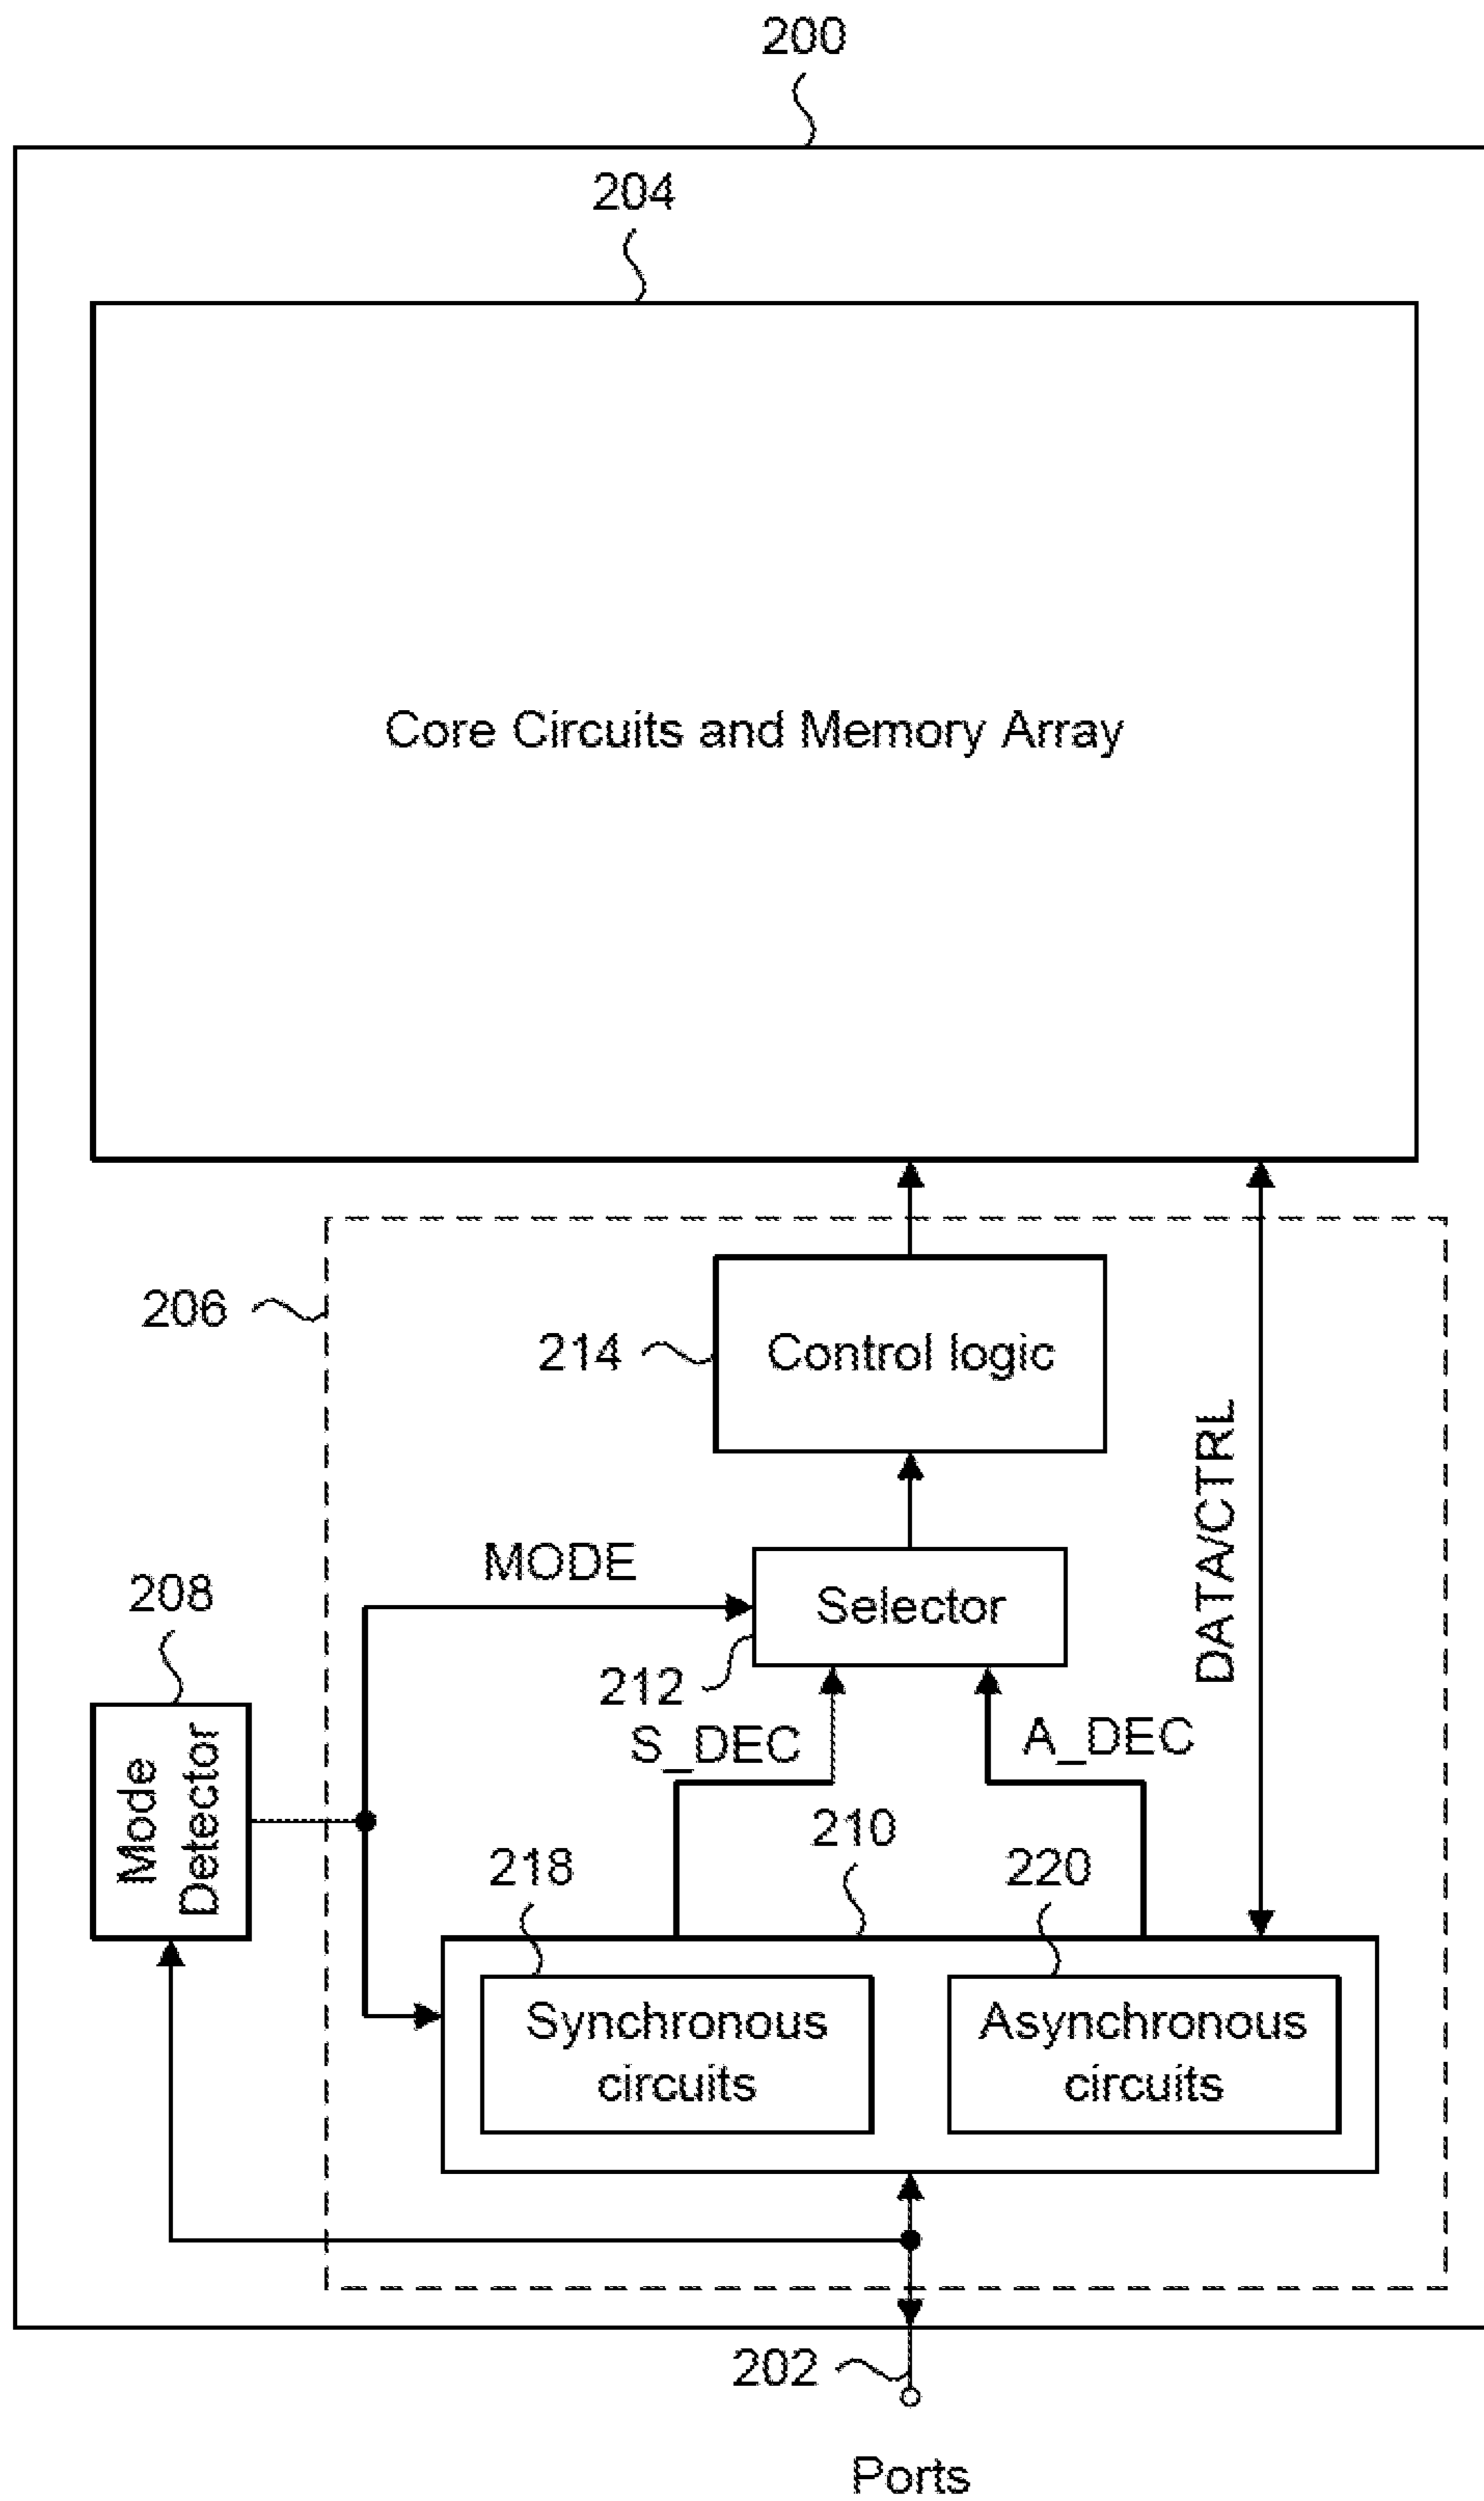 200
204
Core Circuits and Memory Array
206
214
Control logic
DATA/CTRL
MODE
208
Selector
212
S_DEC
A_DEC
Mode
Detector
210
218
220
Synchronous
circuits
Asynchronous
circuits
202
Ports